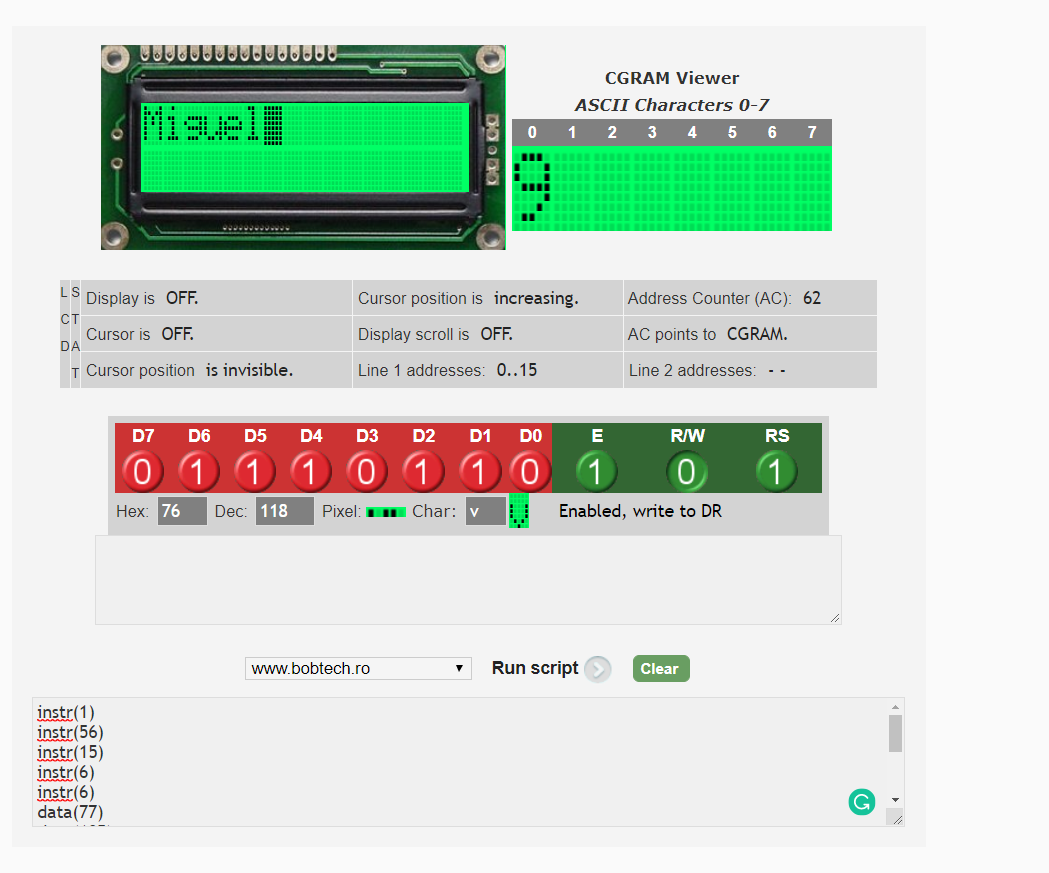 Miguel
CGRAM Viewer
ASCII Characters 0-7
0 1 2 3 4 5 6 7
g
L S
C T
D A
T
Display is OFF. Cursor position is increasing. Address Counter (AC): 62
Cursor is OFF. Display scroll is OFF. AC points to CGRAM.
Cursor position is invisible. Line 1 addresses: 0..15 Line 2 addresses: - -
D7 D6 D5 D4 D3 D2 D1 D0 E R/W RS
0 1 1 1 0 1 1 0 1 0 1
Hex: 76 Dec: 118 Pixel: Char: v v Enabled, write to DR
www.bobtech.ro Run script Clear
instr(1)
instr(56)
instr(15)
instr(6)
instr(6)
data(77)